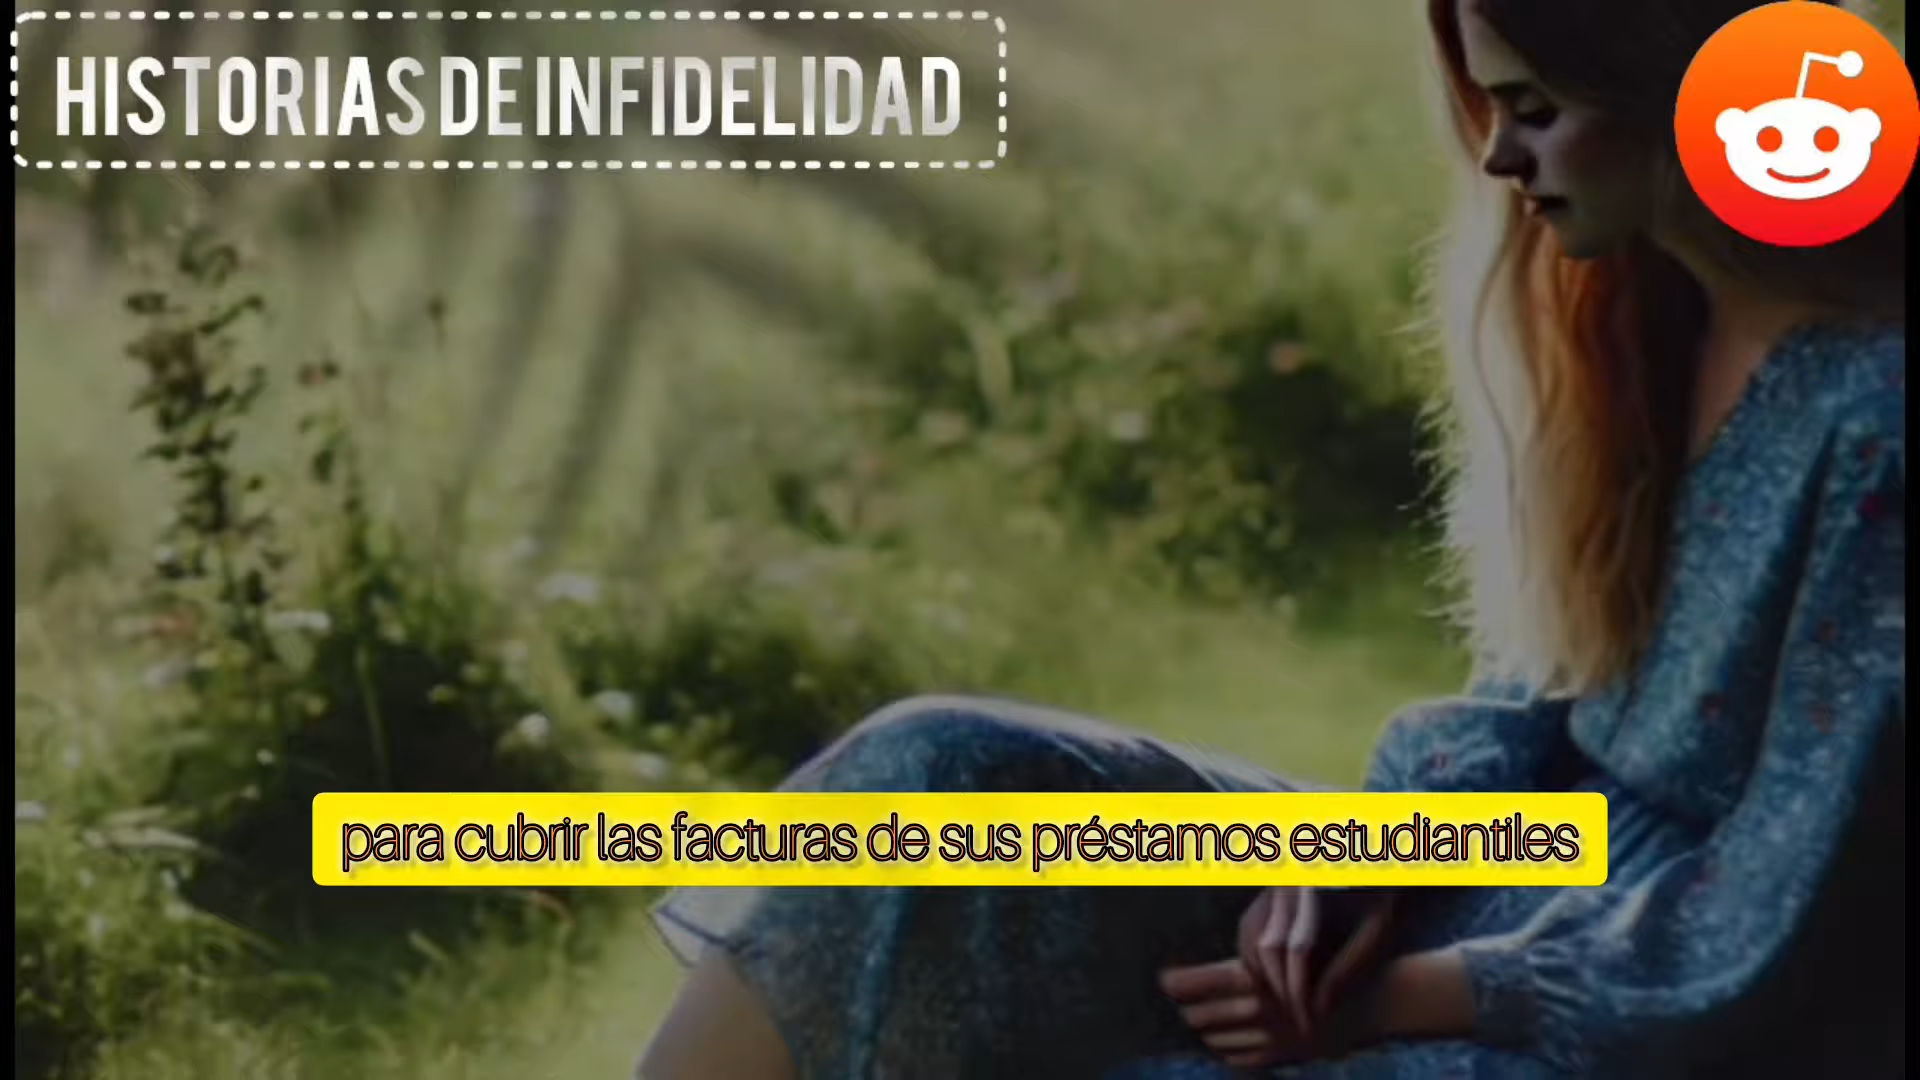 HISTORIAS DE INFIDELIDAD
para cubrir las facturas de sus préstamos estudiantiles